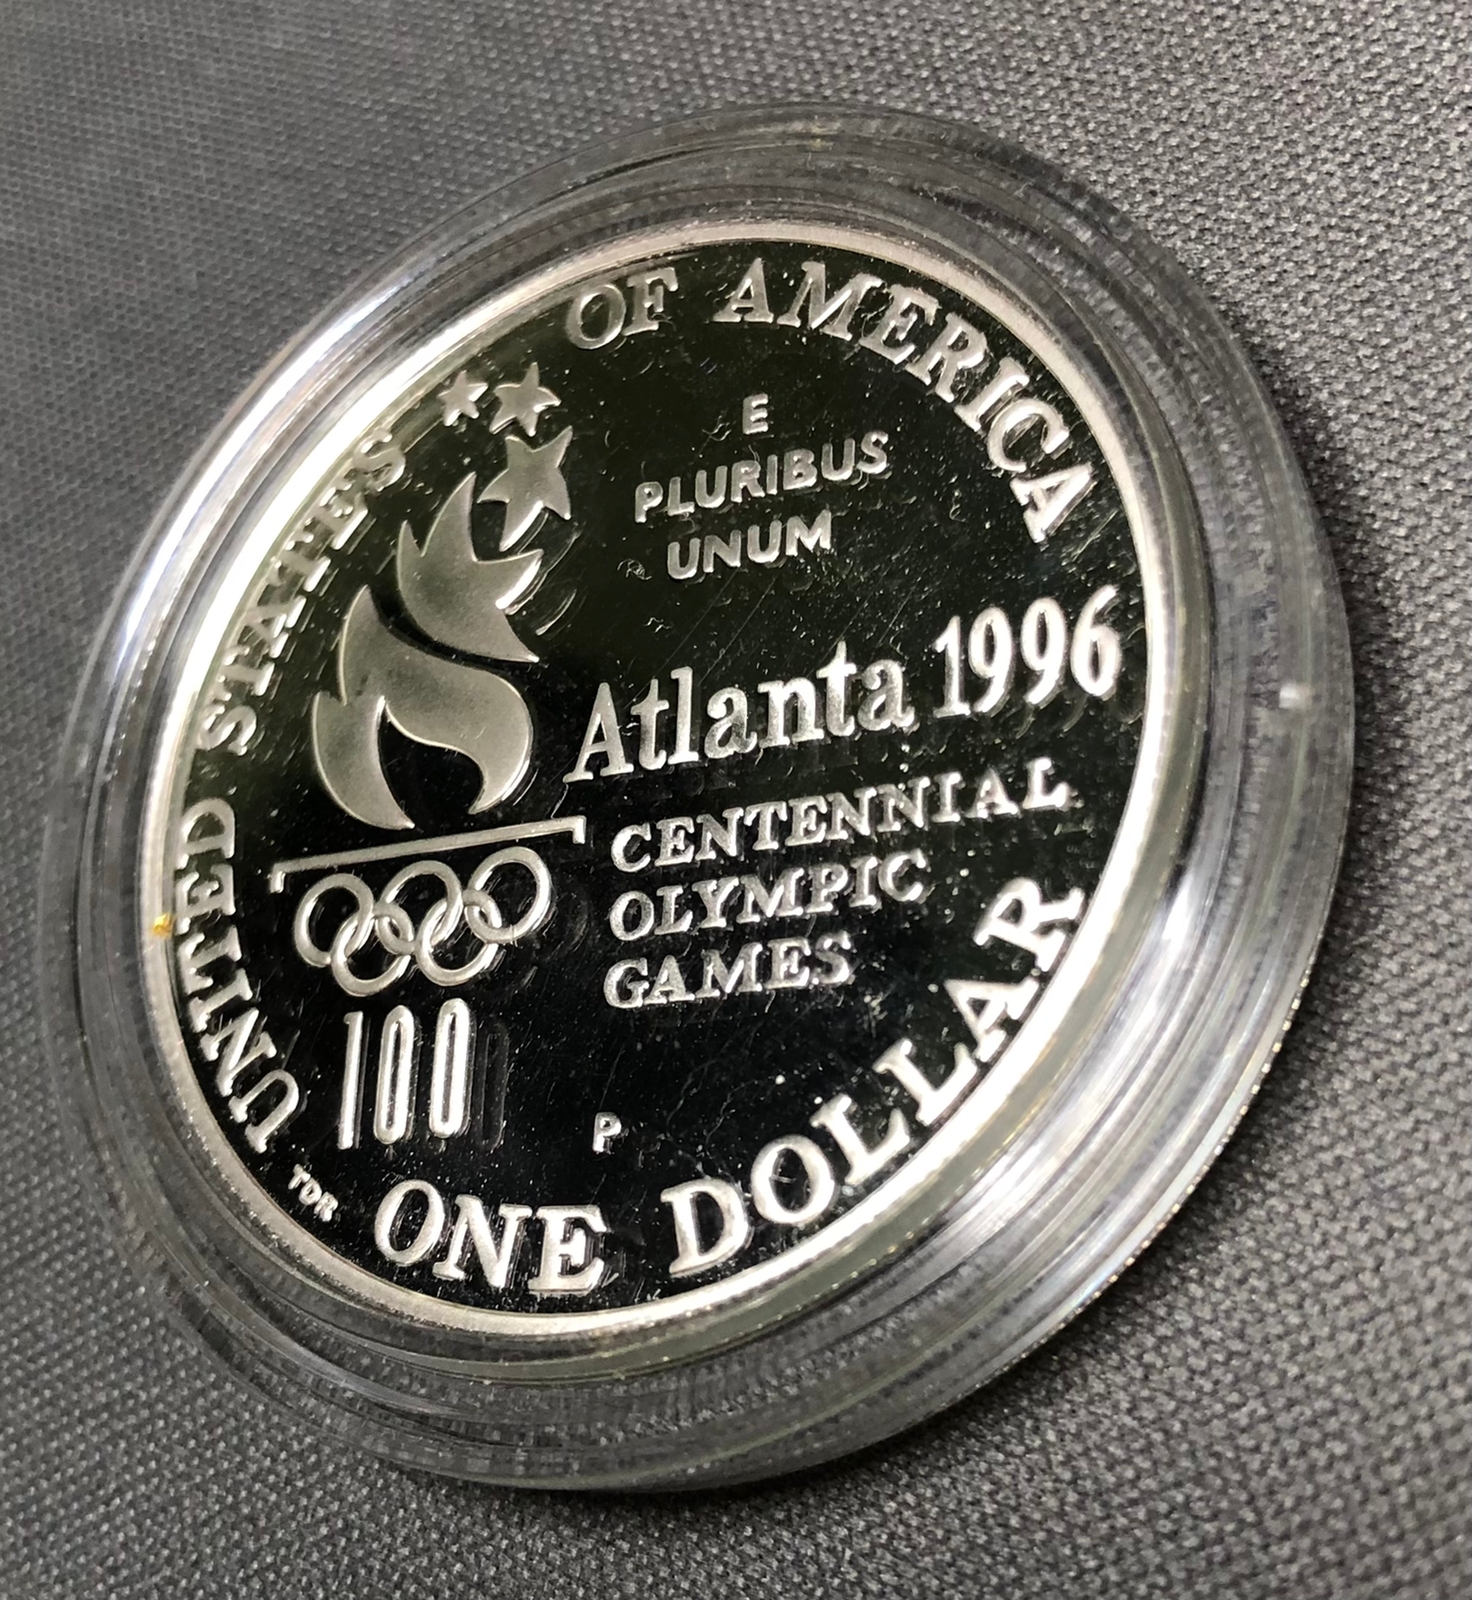 UNITED STATES OF AMERICA
E
PLURIBUS
UNUM
Atlanta 1996
CENTENNIAL
OLYMPIC
GAMES
100
P
TDR
ONE DOLLAR